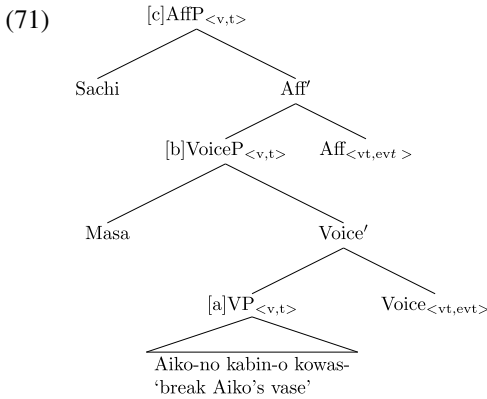 (71)
[c]AffP<v,t>
Sachi Aff′
[b]VoiceP<v,t> Aff<vt,evt >
Masa Voice′
[a]VP<v,t> Voice<vt,evt>
Aiko-no kabin-o kowas-
‘break Aiko’s vase’